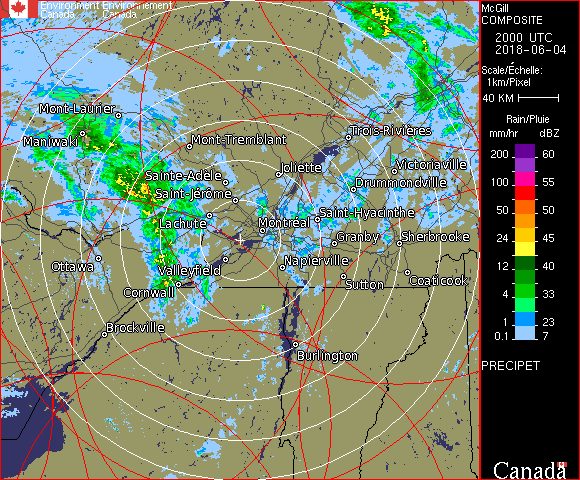 Environment Environnement
Canada Canada
McGill
COMPOSITE
2000 UTC
2018-06-04
Scale/Échelle:
1km/Pixel
40 KM
Rain/Pluie
mm/hr dBZ
200 60
100 55
50 50
24 45
12 40
4 33
1 23
0.1 7
PRECIPET
Canada
Mont-Laurier
Maniwaki
Mont-Tremblant
Trois-Rivières
Sainte-Adèle
Joliette
Victoriaville
Saint-Jérôme
Drummondville
Lachute
Montréal
Saint-Hyacinthe
Granby
Sherbrooke
Ottawa
Valleyfield
Napierville
Cornwall
Sutton
Coaticook
Brockville
Burlington